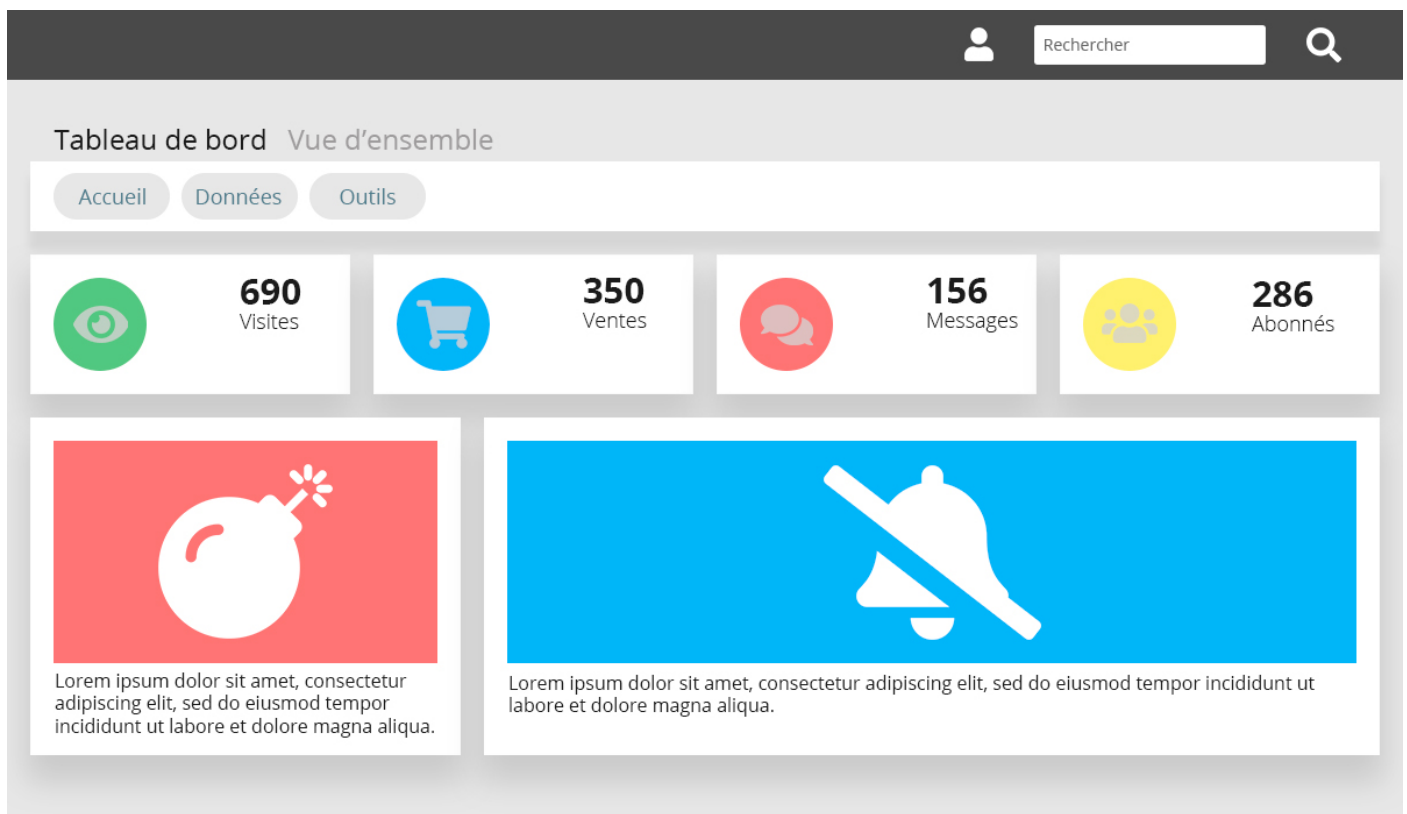 Rechercher
Tableau de bord Vue d’ensemble
Accueil Données Outils
690
Visites
350
Ventes
156
Messages
286
Abonnés
Lorem ipsum dolor sit amet, consectetur
adipiscing elit, sed do eiusmod tempor
incididunt ut labore et dolore magna aliqua.
Lorem ipsum dolor sit amet, consectetur adipiscing elit, sed do eiusmod tempor incididunt ut
labore et dolore magna aliqua.